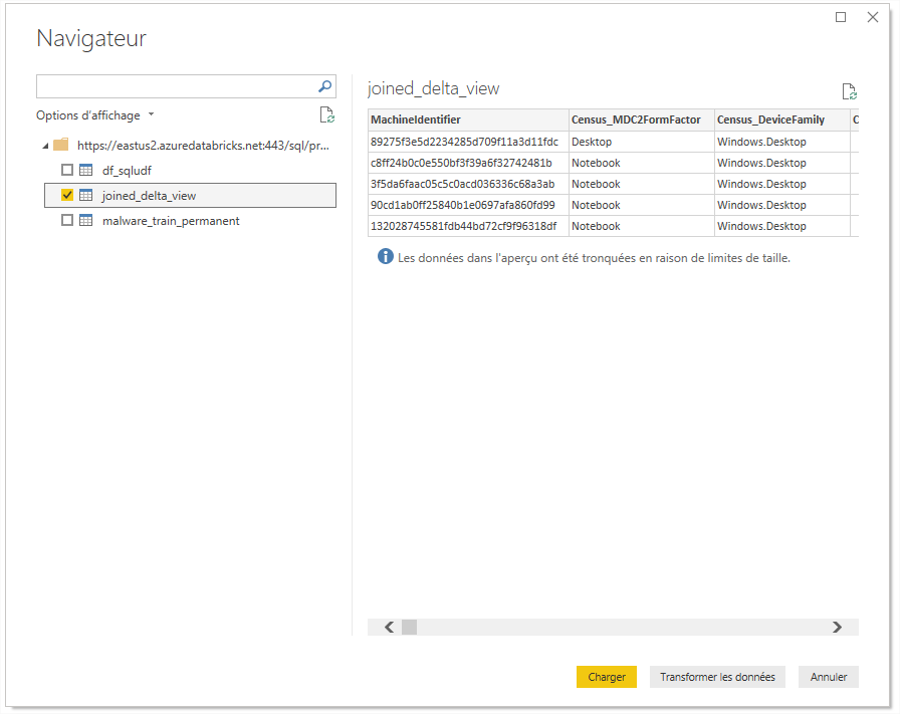 Navigateur
Options d'affichage
https://eastus2.azuredatabricks.net:443/sql/pr...
df_sqludf
joined_delta_view
malware_train_permanent
joined_delta_view
MachineIdentifier Census_MDC2FormFactor Census_DeviceFamily C
89275f3e5d2234285d709f11a3d11fdc Desktop Windows.Desktop
c8ff24b0c0e550bf3f39a6f32742481b Notebook Windows.Desktop
3f5da6faac05c5c0acd036336c68a3ab Notebook Windows.Desktop
90cd1ab0ff25840b1e0697afa860fd99 Notebook Windows.Desktop
132028745581fdb44bd72cf9f96318df Notebook Windows.Desktop
Les données dans l'aperçu ont été tronquées en raison de limites de taille.
Charger Transformer les données Annuler